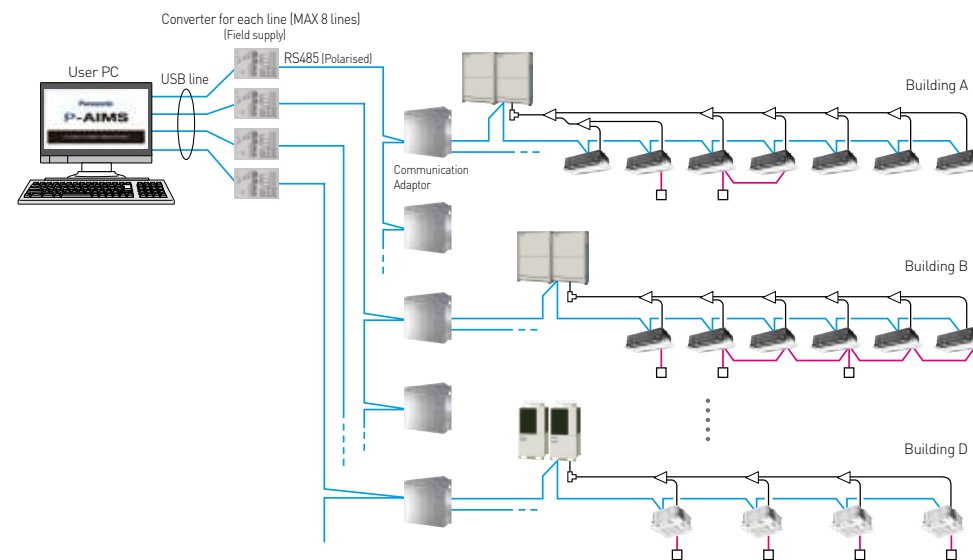 Converter for each line (MAX 8 lines)
(Field supply)
RS485 (Polarised)
User PC
USB line
Panasonic
P-AIMS
Communication
Adaptor
Building A
Building B
Building D